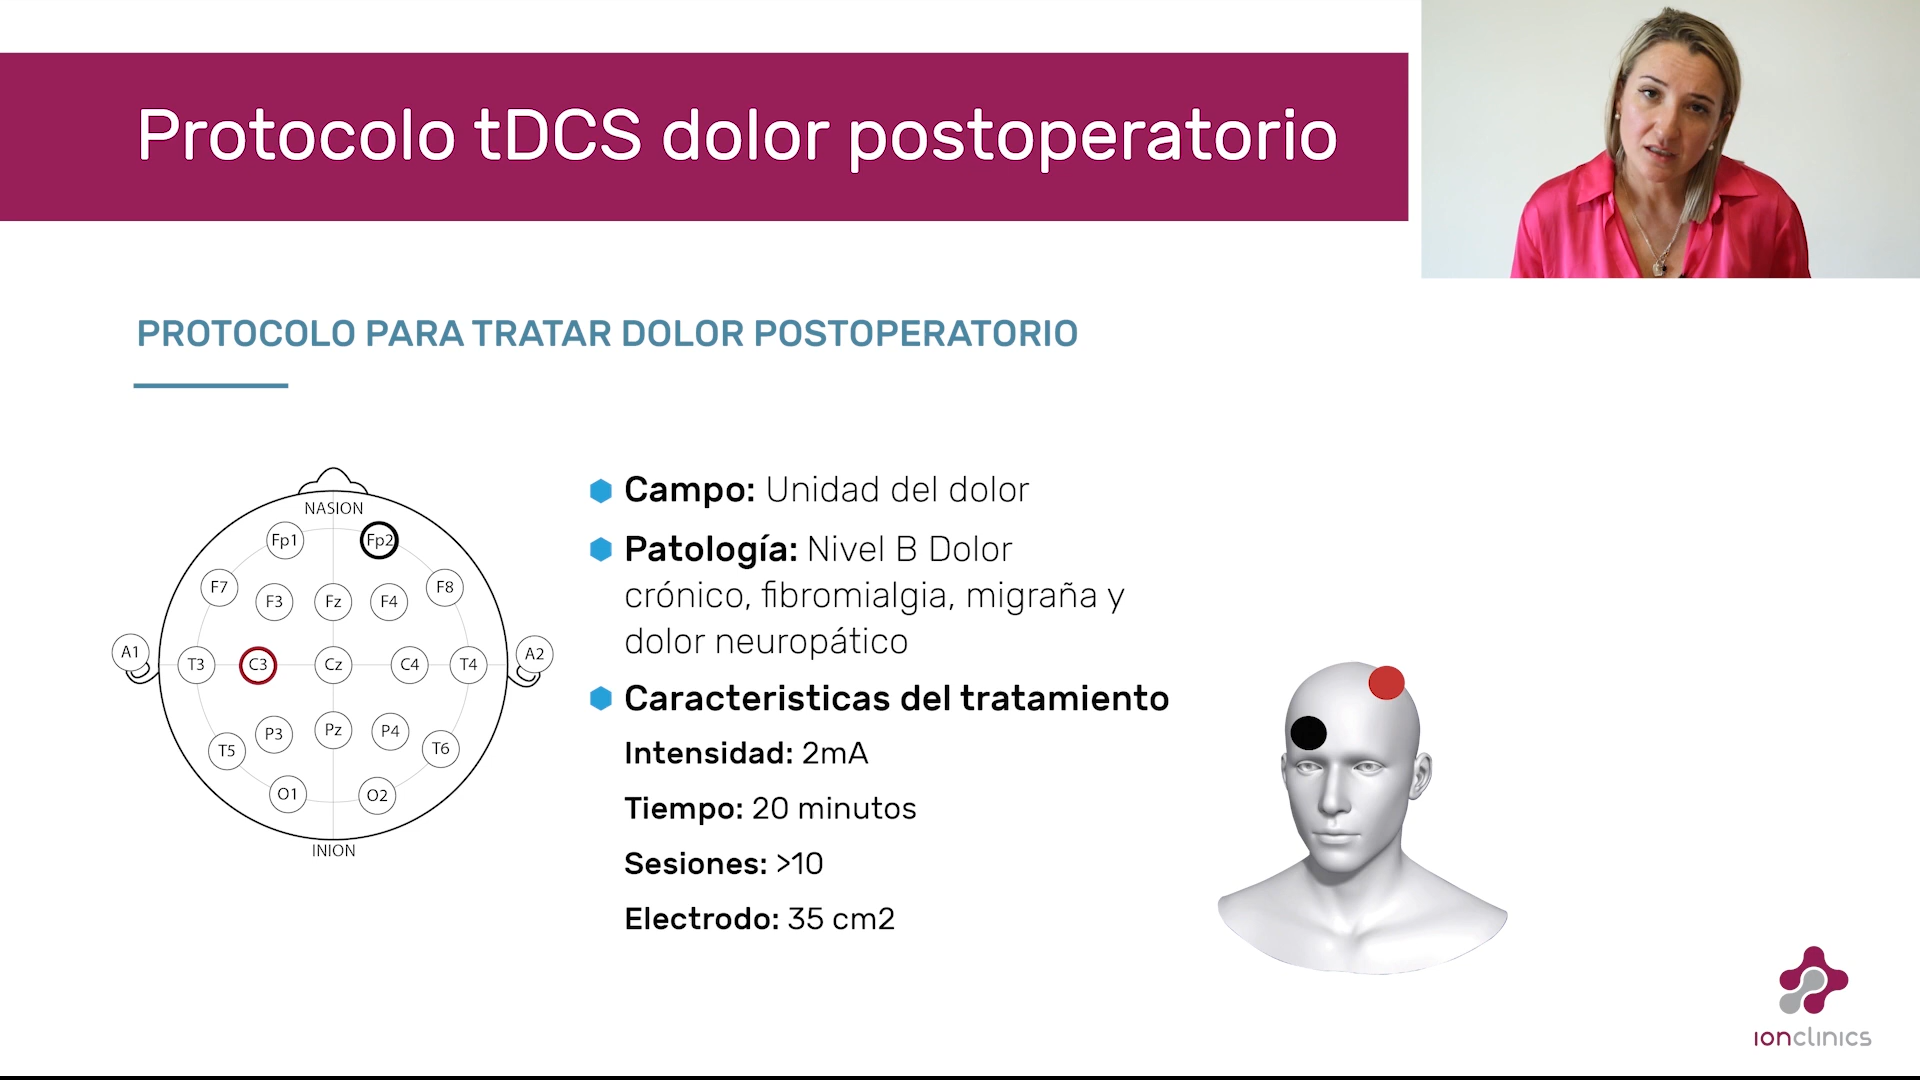 Protocolo tDCS dolor postoperatorio
PROTOCOLO PARA TRATAR DOLOR POSTOPERATORIO
NASION
Fp1 Fp2
F7 F3 Fz F4 F8
A1 T3 C3 Cz C4 T4 A2
T5 P3 Pz P4 T6
O1 O2
INION
Campo: Unidad del dolor
Patología: Nivel B Dolor
crónico, fibromialgia, migraña y
dolor neuropático
Caracteristicas del tratamiento
Intensidad: 2mA
Tiempo: 20 minutos
Sesiones: >10
Electrodo: 35 cm2
ionclinics